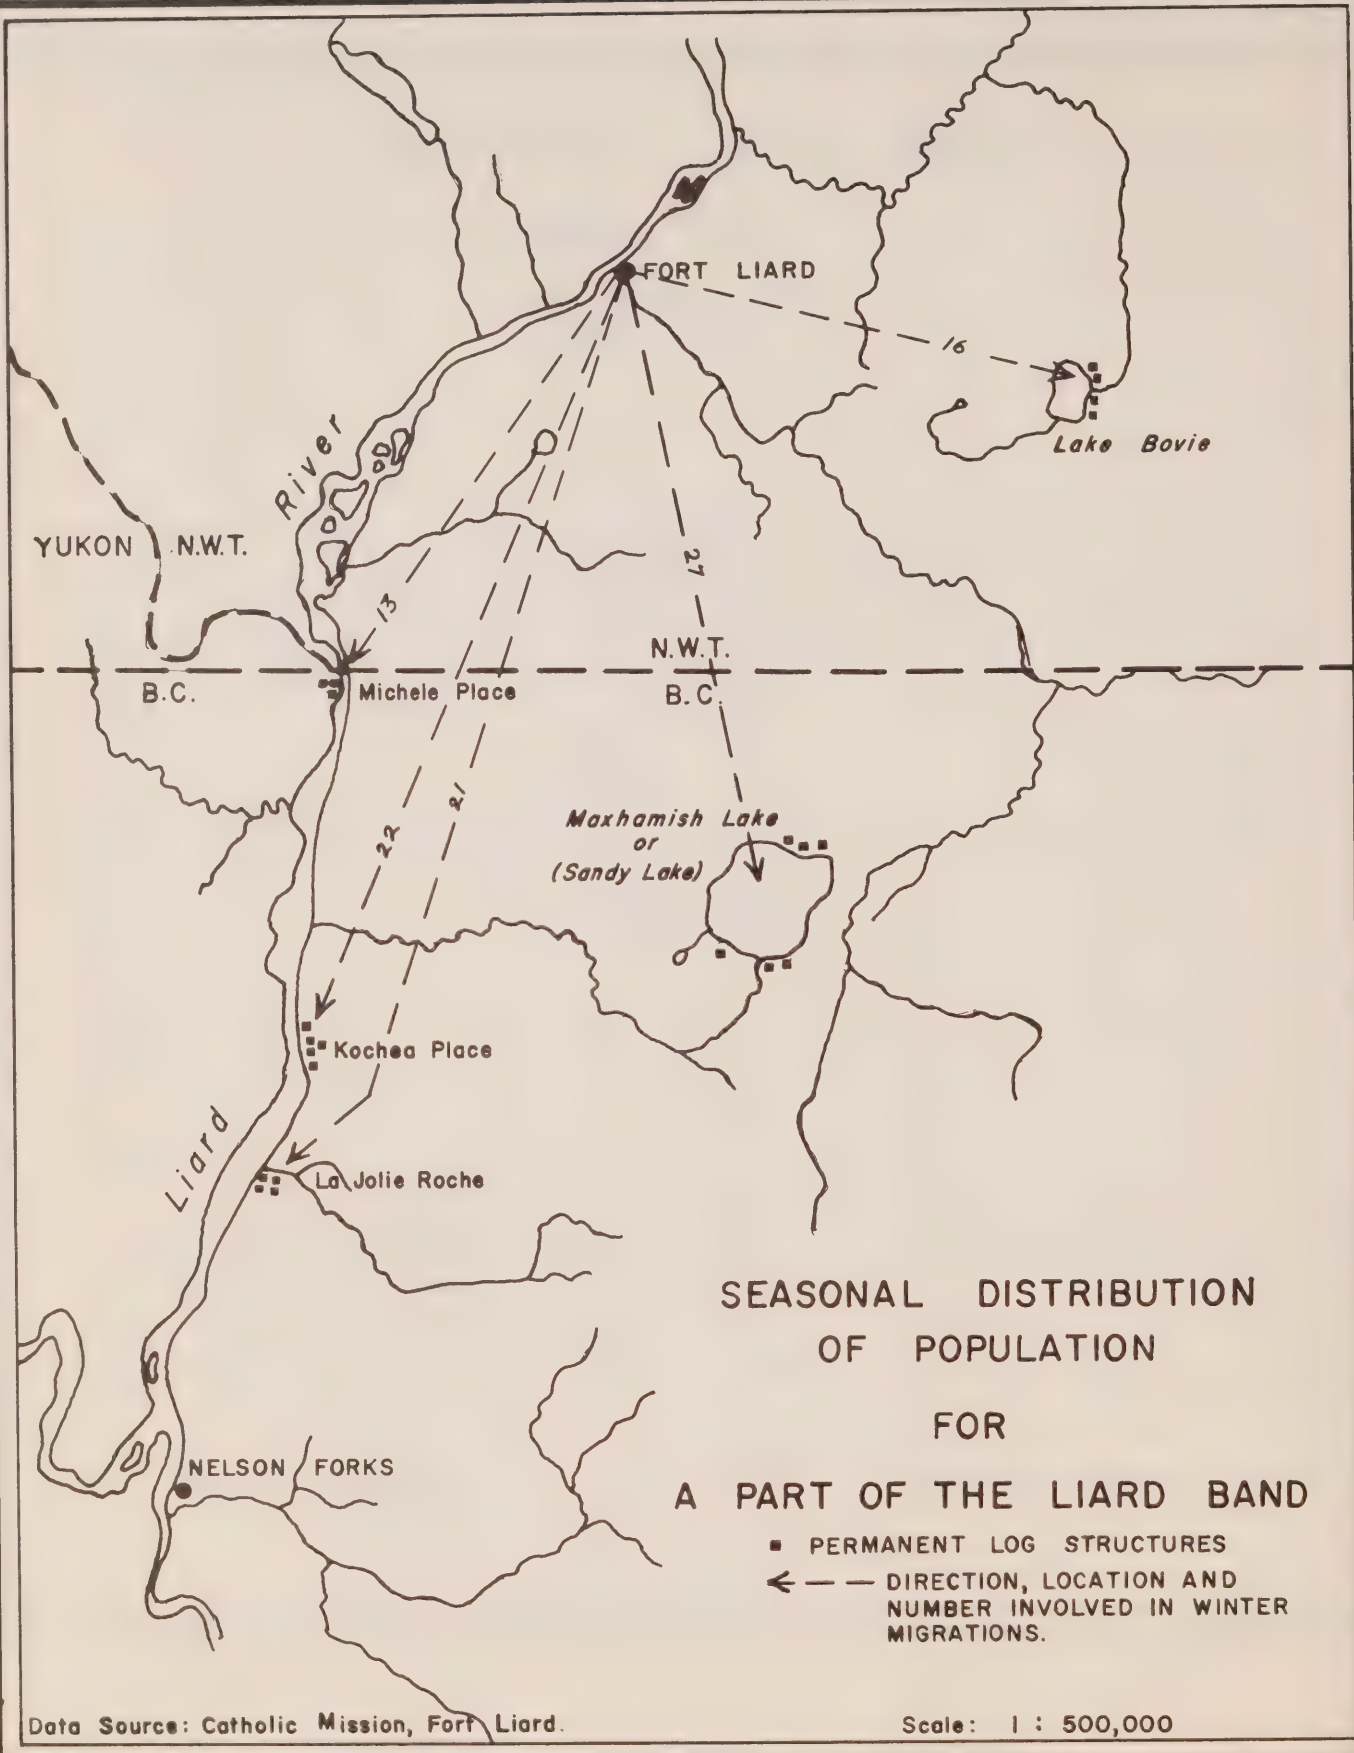 FORT LIARD
16
Lake Bovie
River
YUKON
N.W.T.
27
13
N.W.T.
B.C.
Michele Place
B.C.
22
21
Maxhamish Lake
or
(Sandy Lake)
Kochea Place
Liard
La Jolie Roche
SEASONAL DISTRIBUTION
OF POPULATION
FOR
A PART OF THE LIARD BAND
NELSON FORKS
PERMANENT LOG STRUCTURES
DIRECTION, LOCATION AND
NUMBER INVOLVED IN WINTER
MIGRATIONS.
Data Source: Catholic Mission, Fort Liard.
Scale: 1 : 500,000